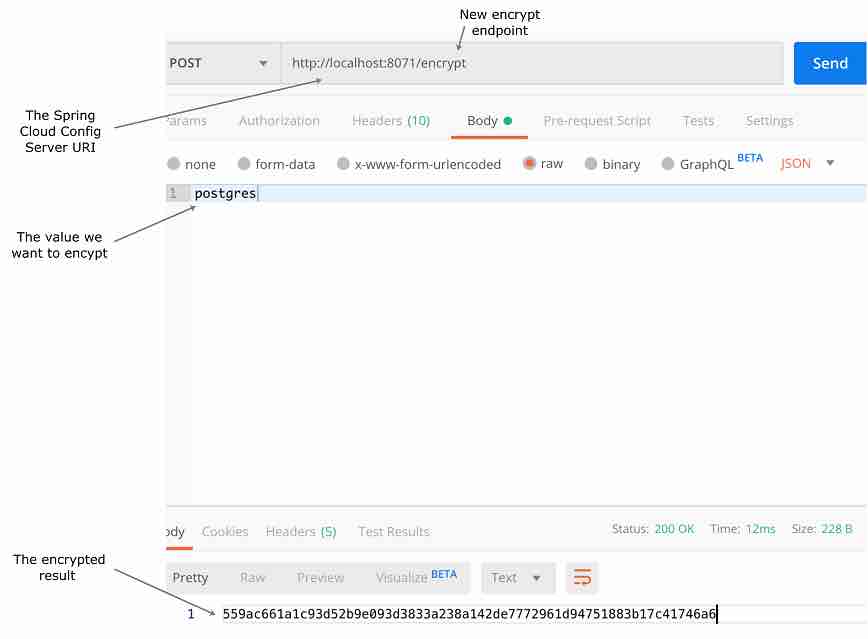 New encrypt
endpoint
POST http://localhost:8071/encrypt Send
The Spring
Cloud Config
Server URI
arams Authorization Headers (10) Body Pre-request Script Tests Settings
none form-data x-www-form-urlencoded raw binary GraphQL BETA JSON
1 postgres
The value we
want to encypt
ody Cookies Headers (5) Test Results Status: 200 OK Time: 12ms Size: 228 B
The encrypted
result
Pretty Raw Preview Visualize BETA Text
1 559ac661a1c93d52b9e093d3833a238a142de7772961d94751883b17c41746a6